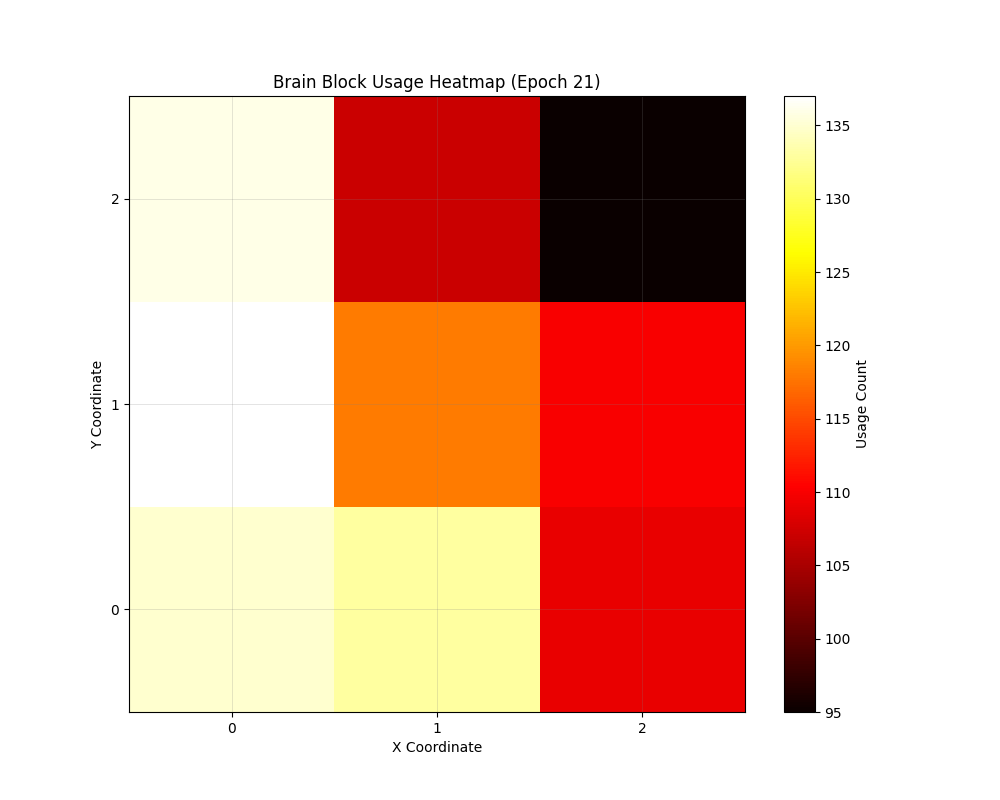 Brain Block Usage Heatmap (Epoch 21)
2
1
0
Y Coordinate
0 1 2
X Coordinate
135
130
125
120
115
110
105
100
95
Usage Count